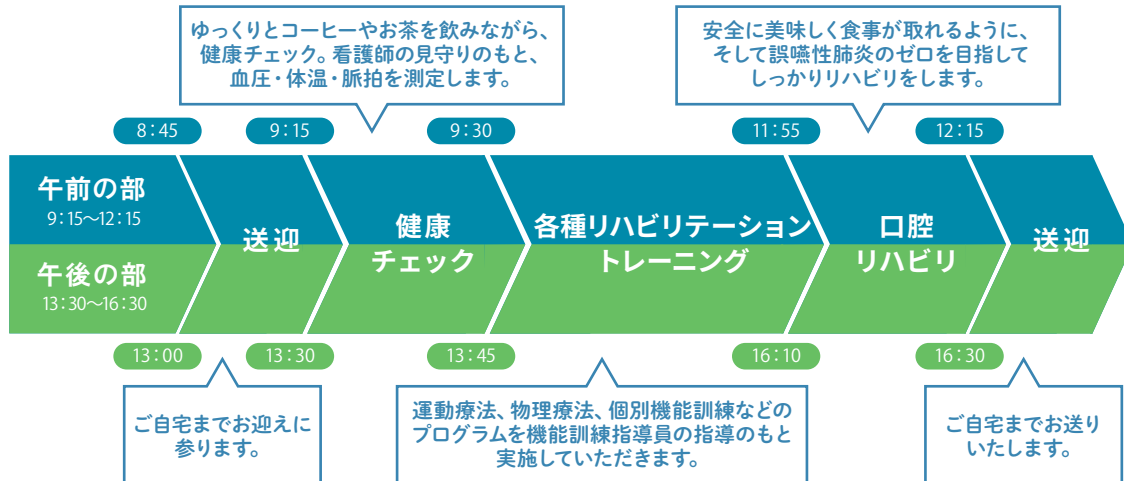 ゆっくりとコーヒーやお茶を飲みながら、
健康チェック。看護師の見守りのもと、
血圧・体温・脈拍を測定します。
安全に美味しく食事が取れるように、
そして誤嚥性肺炎のゼロを目指して
しっかりリハビリをします。
8:45
9:15
9:30
11:55
12:15
午前の部
9:15～12:15
午後の部
13:30～16:30
送迎
健康
チェック
各種リハビリテーション
トレーニング
口腔
リハビリ
送迎
13:00
13:30
13:45
16:10
16:30
ご自宅までお迎えに
参ります。
運動療法、物理療法、個別機能訓練などの
プログラムを機能訓練指導員の指導のもと
実施していただきます。
ご自宅までお送り
いたします。